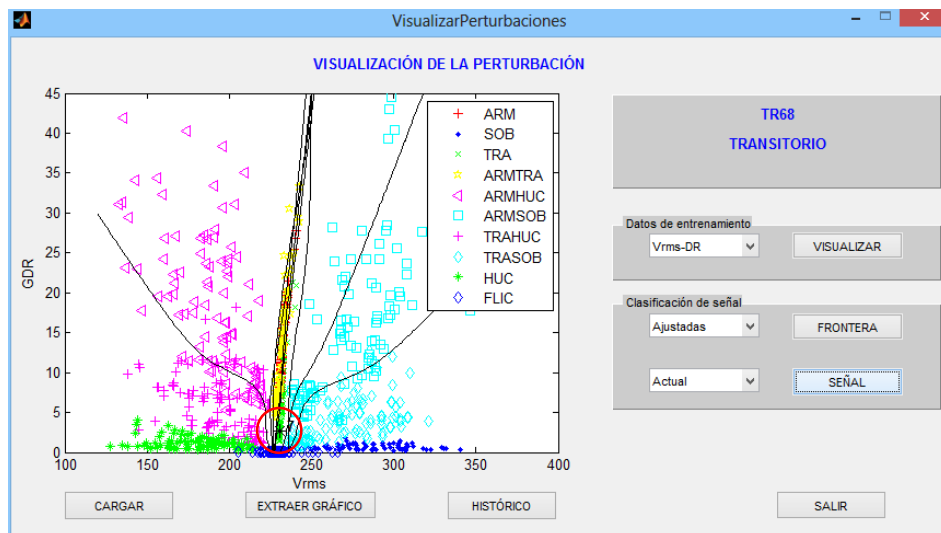 VisualizarPerturbaciones
VISUALIZACIÓN DE LA PERTURBACIÓN
45
40
35
30
25
20
15
10
5
0
GDR
100
150
200
250
300
350
400
Vrms
ARM
SOB
TRA
ARMTRA
ARMHUC
ARMSOB
TRAHUC
TRASOB
HUC
FLIC
TR68
TRANSITORIO
Datos de entrenamiento
Vrms-DR
VISUALIZAR
Clasificación de señal
Ajustadas
FRONTERA
Actual
SEÑAL
CARGAR
EXTRAER GRÁFICO
HISTÓRICO
SALIR